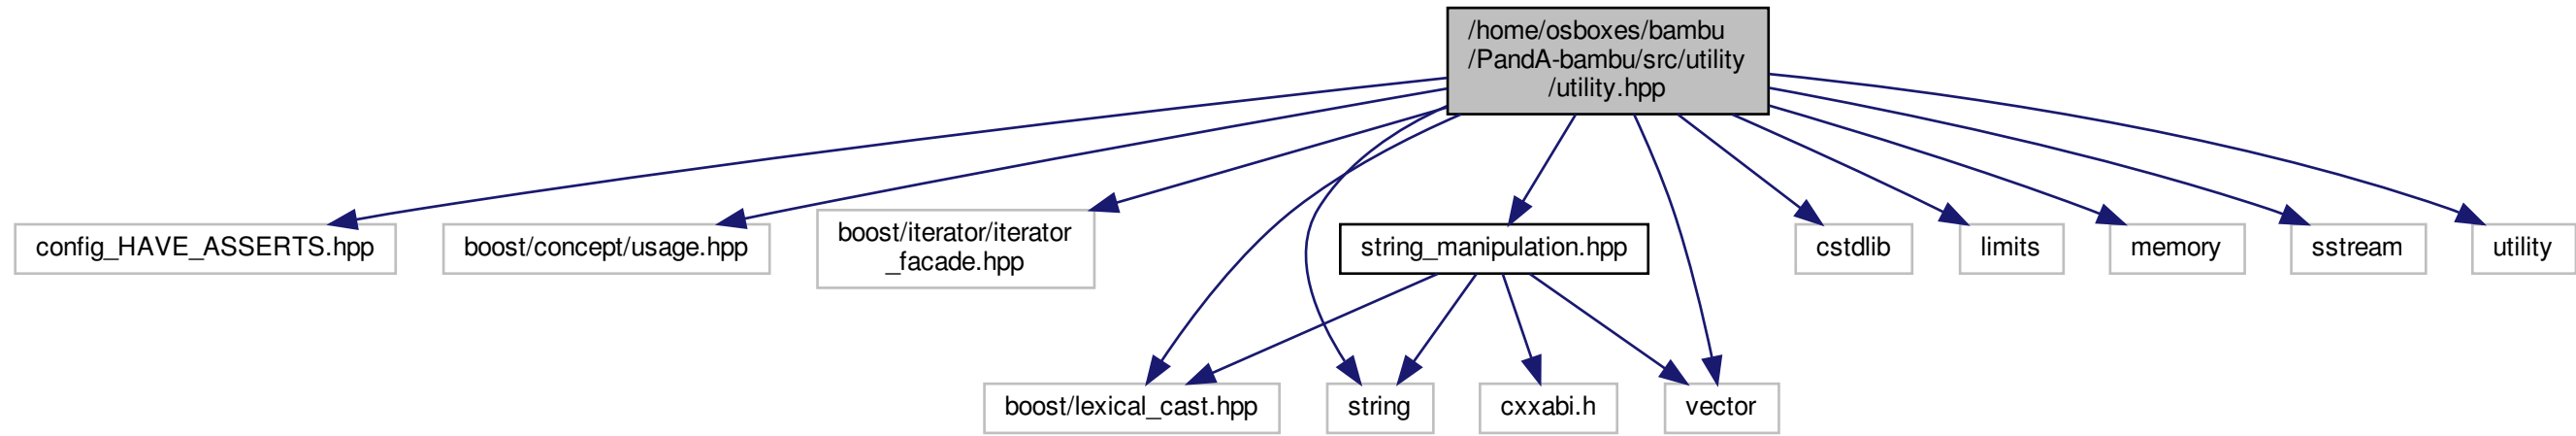 /home/osboxes/bambu
/PandA-bambu/src/utility
/utility.hpp
config_HAVE_ASSERTS.hpp
boost/concept/usage.hpp
boost/iterator/iterator
_facade.hpp
string_manipulation.hpp
cstdlib
limits
memory
sstream
utility
boost/lexical_cast.hpp
string
cxxabi.h
vector